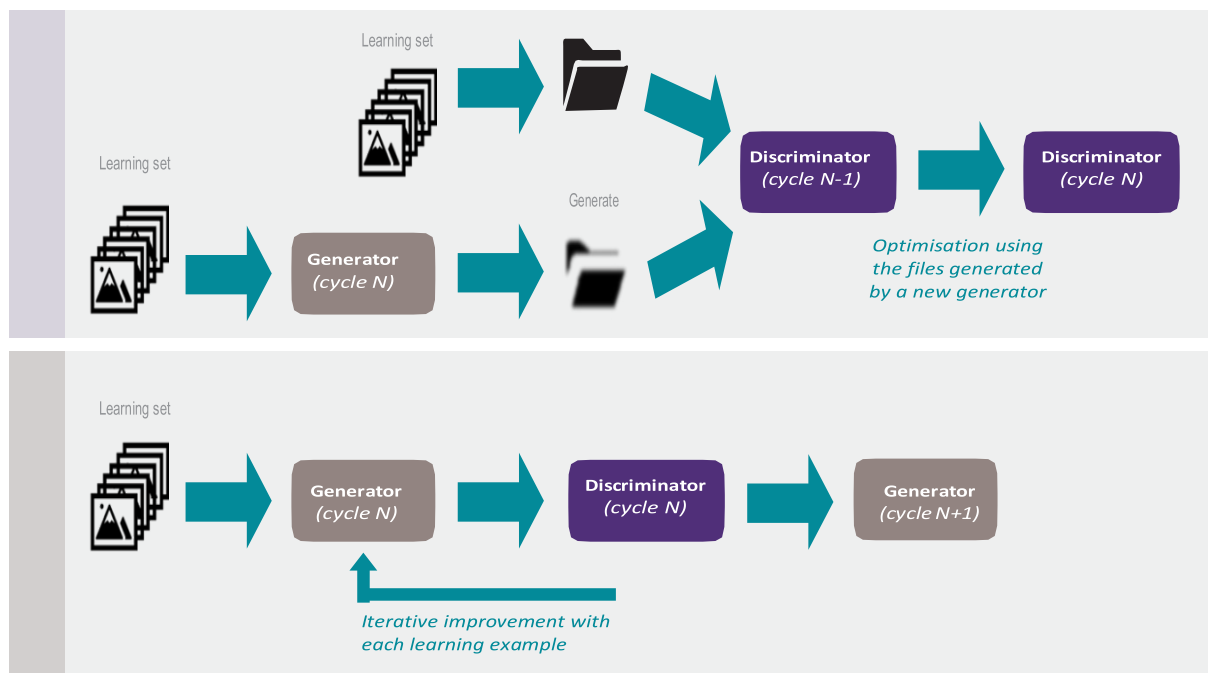 Learning set
Learning set
Discriminator
(cycle N-1)
Discriminator
(cycle N)
Generate
Generator
(cycle N)
Optimisation using
the files generated
by a new generator
Learning set
Generator
(cycle N)
Discriminator
(cycle N)
Generator
(cycle N+1)
Iterative improvement with
each learning example